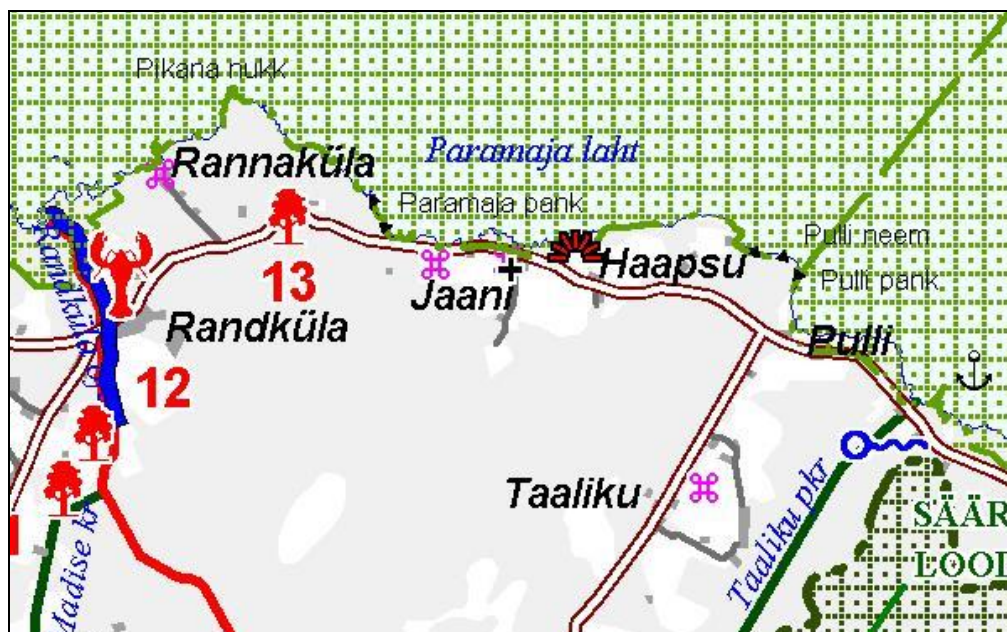 Pikana nukk
Rannaküla
Paramaja laht
Paramaja pank
Pulli neem
Haapsu
Pulli pank
13
Jaani
Randküla
Pulli
12
Taaliku
Taaliku pkr
SÄÄR
LOOD